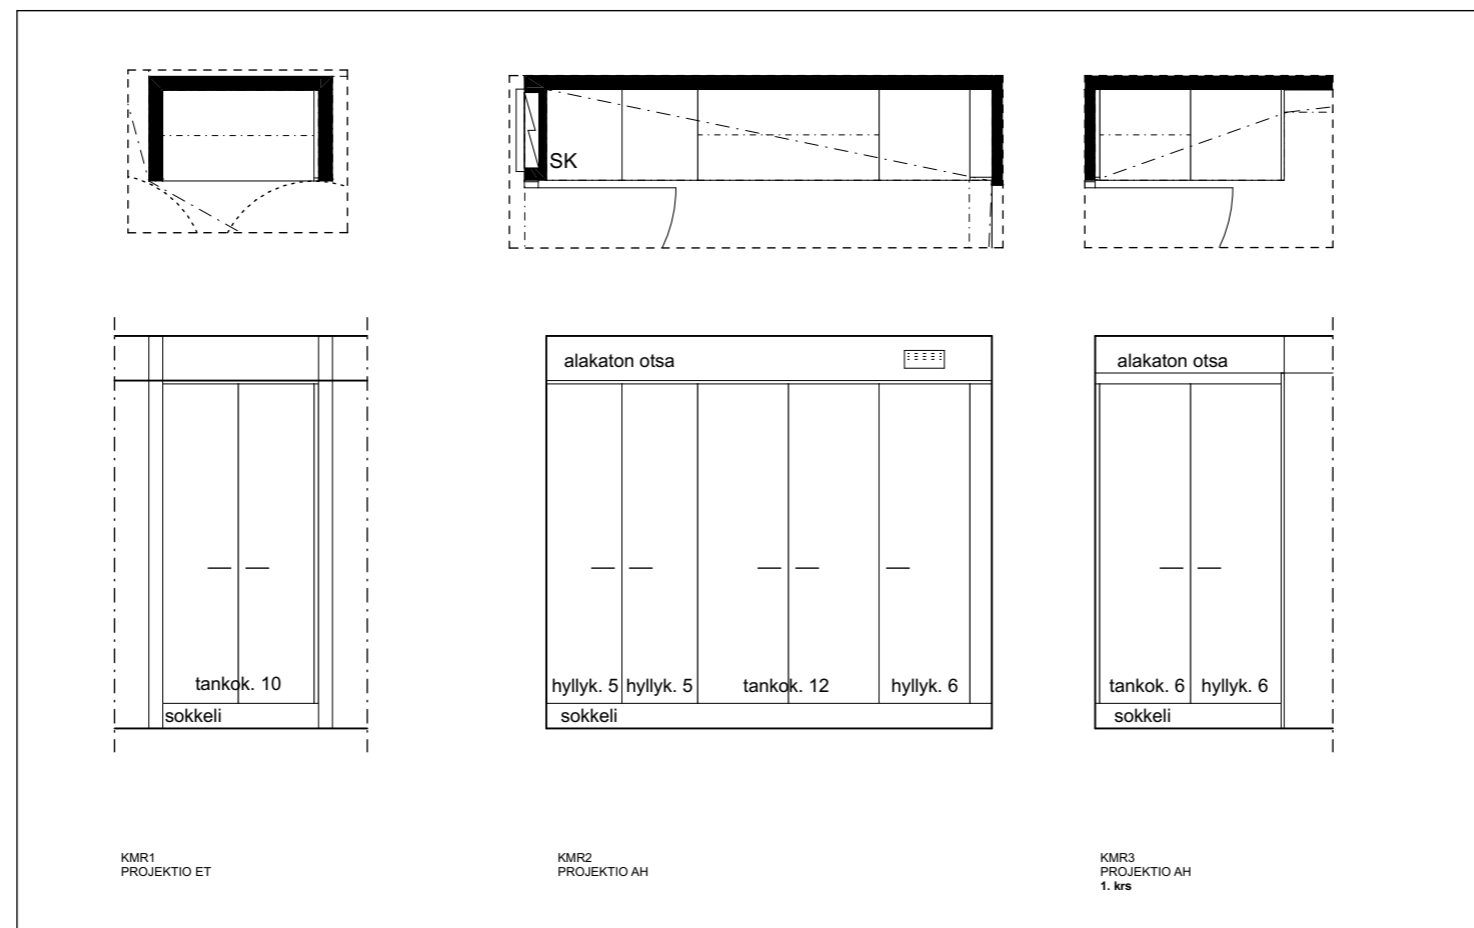 SK
alakaton otsa
alakaton otsa
tankok. 10
hyllyk. 5 hyllyk. 5 tankok. 12 hyllyk. 6
tankok. 6 hyllyk. 6
sokkeli
sokkeli
sokkeli
KMR1
PROJEKTIO ET
KMR2
PROJEKTIO AH
KMR3
PROJEKTIO AH
1. krs